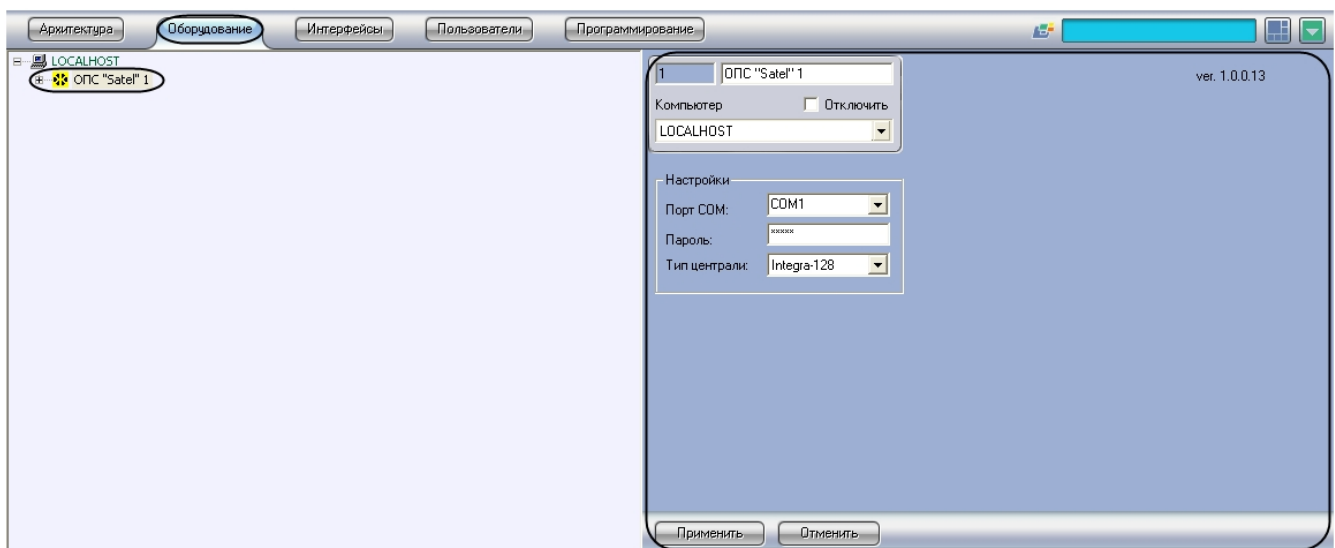 Архитектура Оборудование Интерфейсы Пользователи Программирование
LOCALHOST
ОПС "Satel" 1
1 ОПС "Satel" 1
ver. 1.0.0.13
Компьютер Отключить
LOCALHOST
Настройки
Порт COM: COM1
Пароль: xxxxx
Тип централи: Integra-128
Применить Отменить